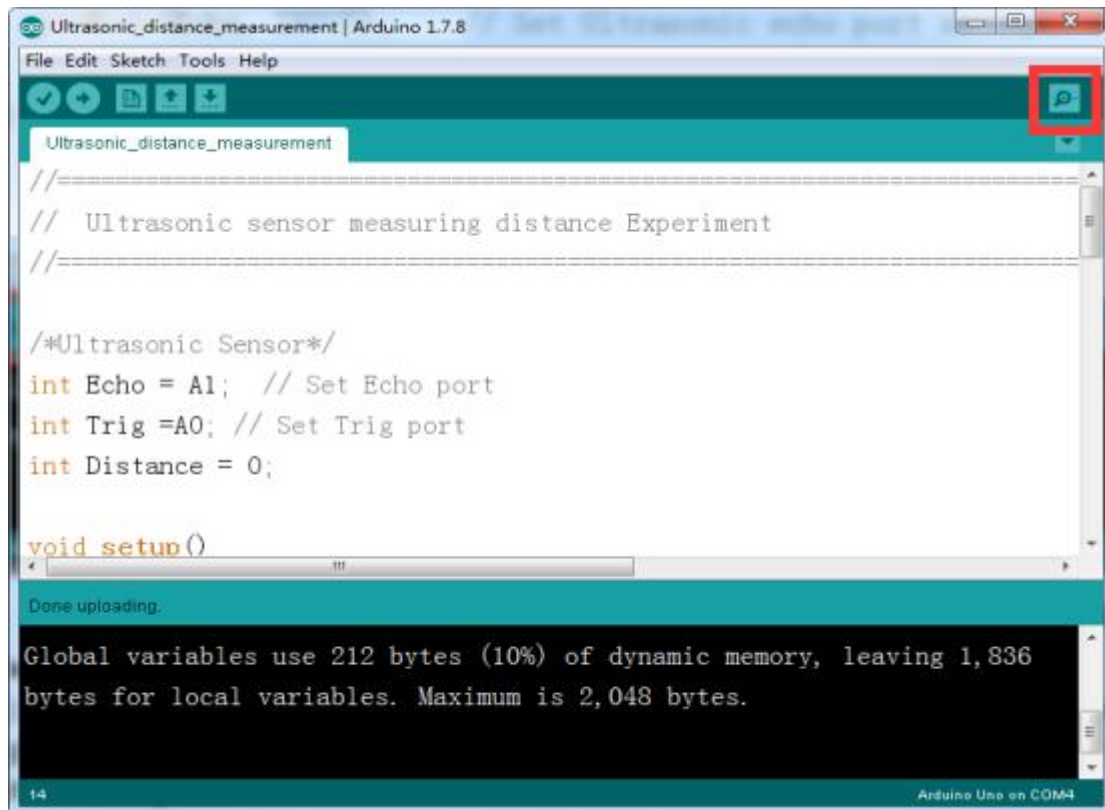 Ultrasonic_distance_measurement | Arduino 1.7.8
File Edit Sketch Tools Help
Ultrasonic_distance_measurement
//======================================================================
//  Ultrasonic sensor measuring distance Experiment
//======================================================================
/*Ultrasonic Sensor*/
int Echo = A1;  // Set Echo port
int Trig =A0; // Set Trig port
int Distance = 0;
void setup()
Done uploading.
Global variables use 212 bytes (10%) of dynamic memory, leaving 1,836
bytes for local variables. Maximum is 2,048 bytes.
14
Arduino Uno on COM4